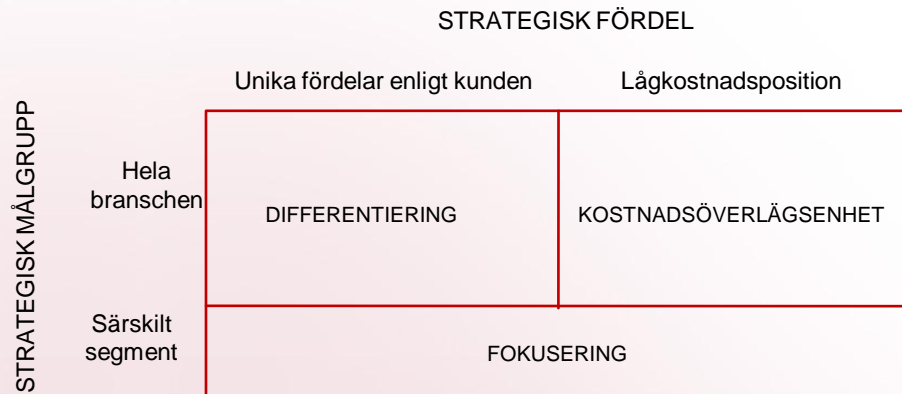 STRATEGISK FÖRDEL
Unika fördelar enligt kunden
Lågkostnadsposition
STRATEGISK MÅLGRUPP
Hela
branschen
DIFFERENTIERING
KOSTNADSÖVERLÄGSENHET
Särskilt
segment
FOKUSERING